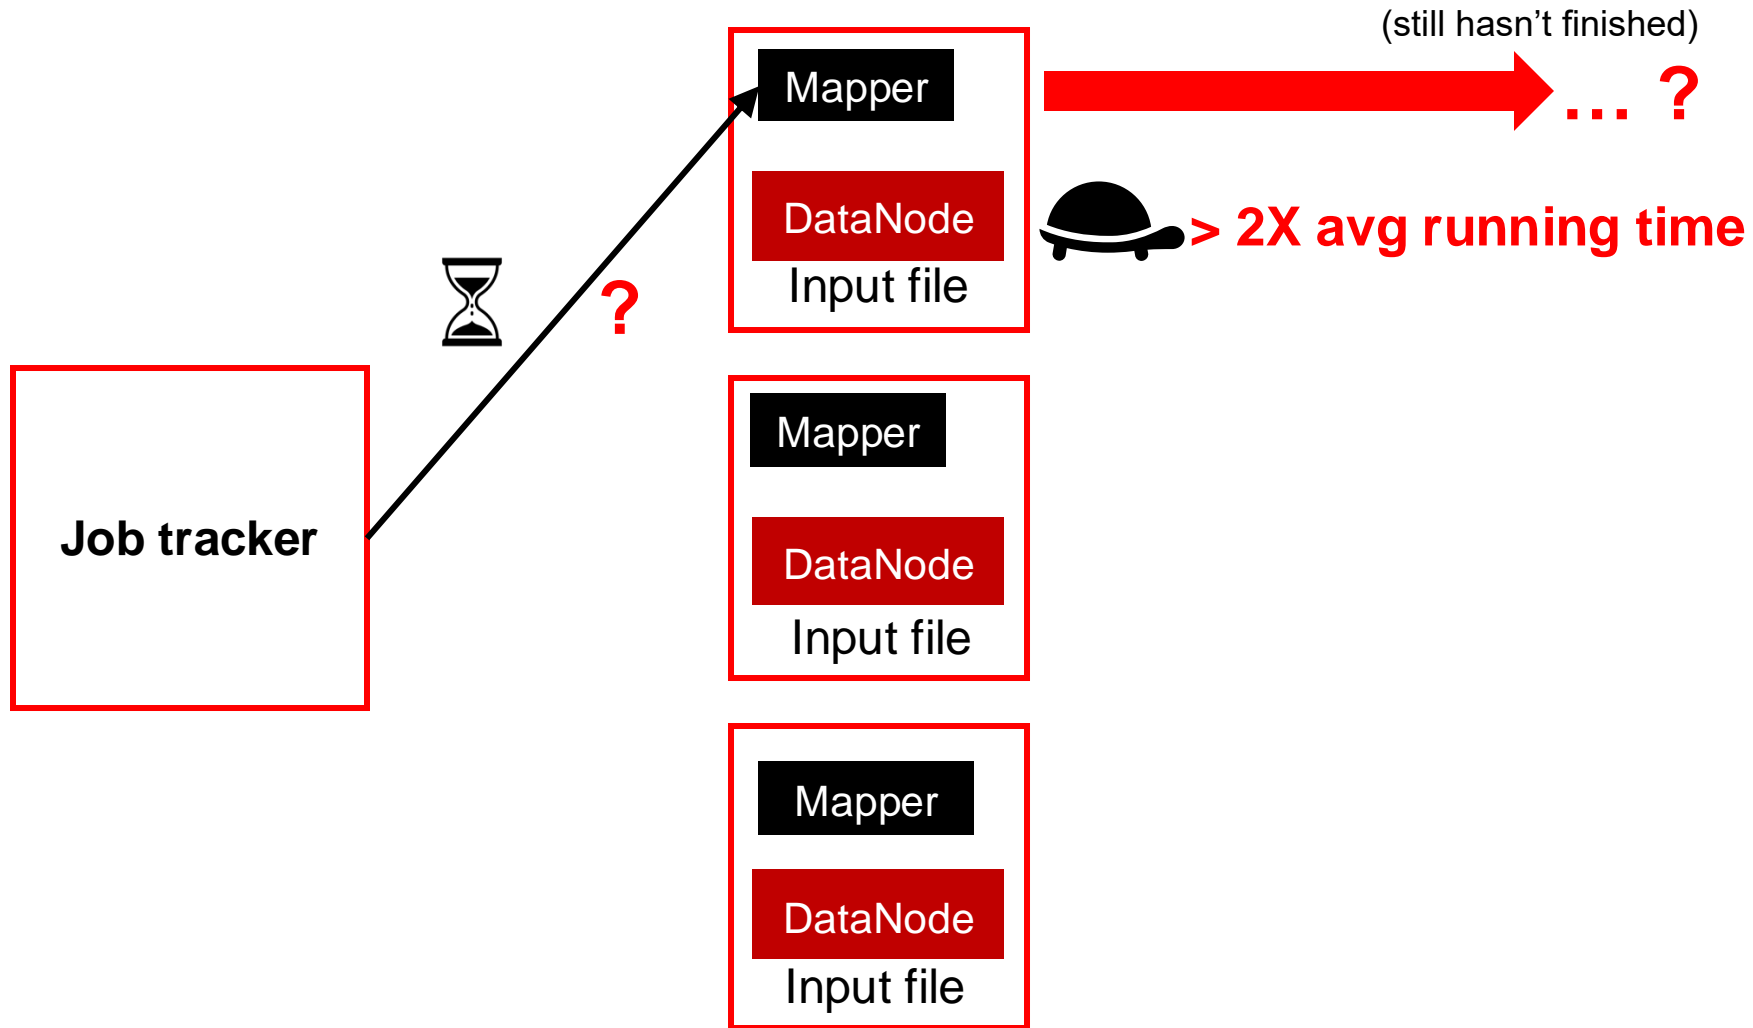 (still hasn’t finished)
Mapper
... ?
DataNode
> 2X avg running time
Input file
?
Mapper
Job tracker
DataNode
Input file
Mapper
DataNode
Input file